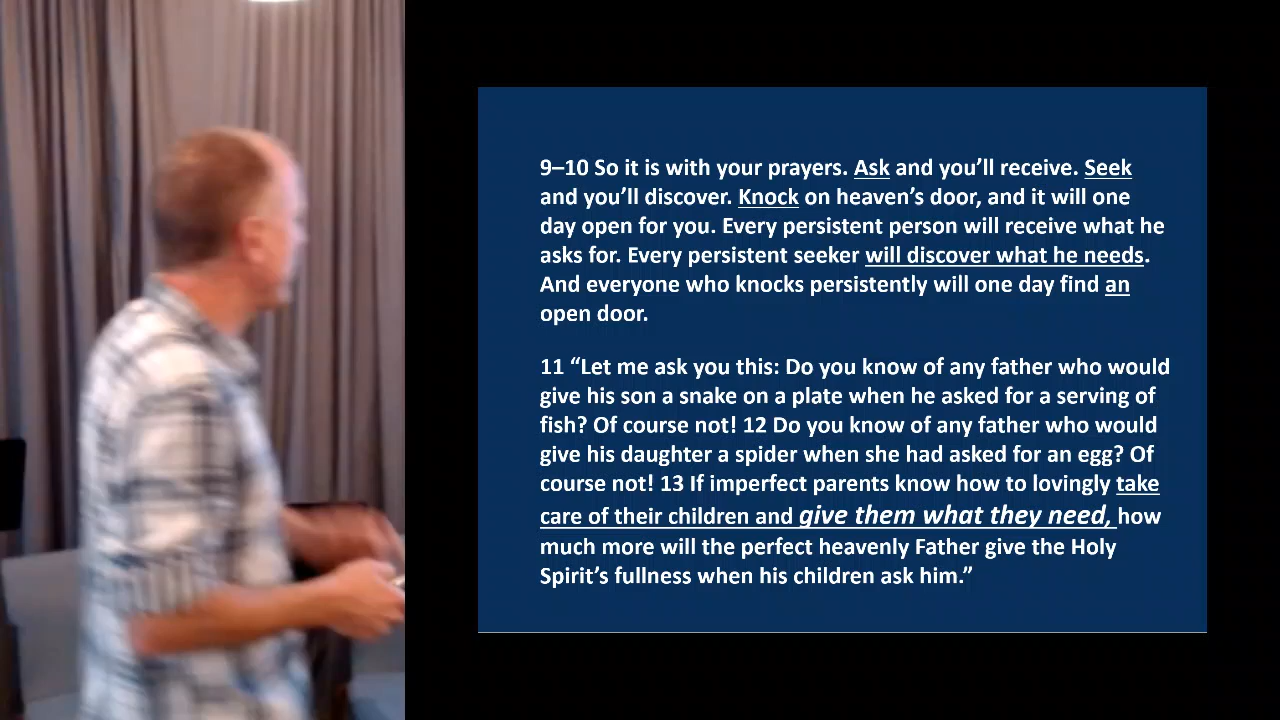 9–10 So it is with your prayers. Ask and you’ll receive. Seek
and you’ll discover. Knock on heaven’s door, and it will one
day open for you. Every persistent person will receive what he
asks for. Every persistent seeker will discover what he needs.
And everyone who knocks persistently will one day find an
open door.
11 “Let me ask you this: Do you know of any father who would
give his son a snake on a plate when he asked for a serving of
fish? Of course not! 12 Do you know of any father who would
give his daughter a spider when she had asked for an egg? Of
course not! 13 If imperfect parents know how to lovingly take
care of their children and give them what they need, how
much more will the perfect heavenly Father give the Holy
Spirit’s fullness when his children ask him.”